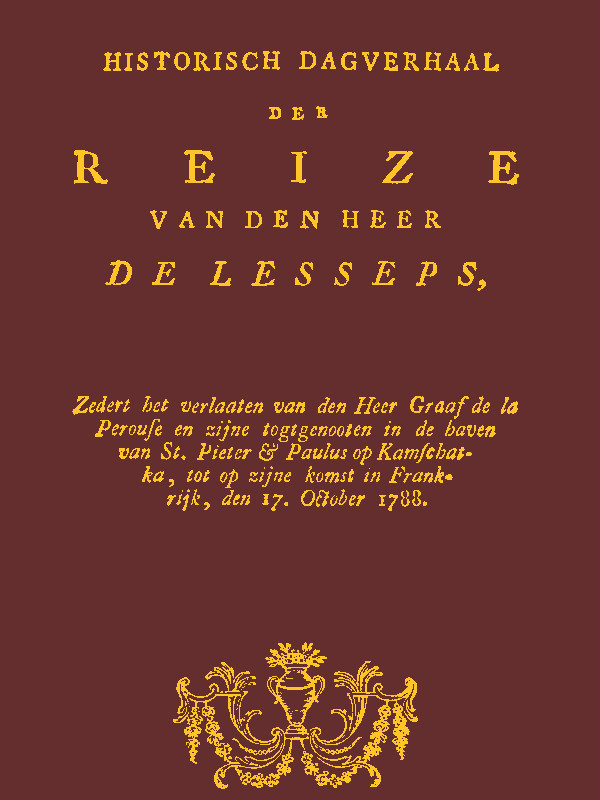 HISTORISCH DAGVERHAAL
DER
REIZE
VAN DEN HEER
DE LESSEPS,
Zedert het verlaaten van den Heer Graaf de la
Perouſe en zijne togtgenooten in de haven
van St. Pieter & Paulus op Kamſchat-
ka, tot op zijne komst in Frank-
rijk, den 17. October 1788.